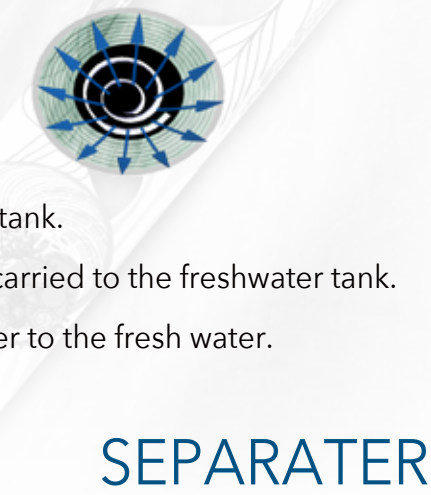 tank.
carried to the freshwater tank.
er to the fresh water.
SEPARATER